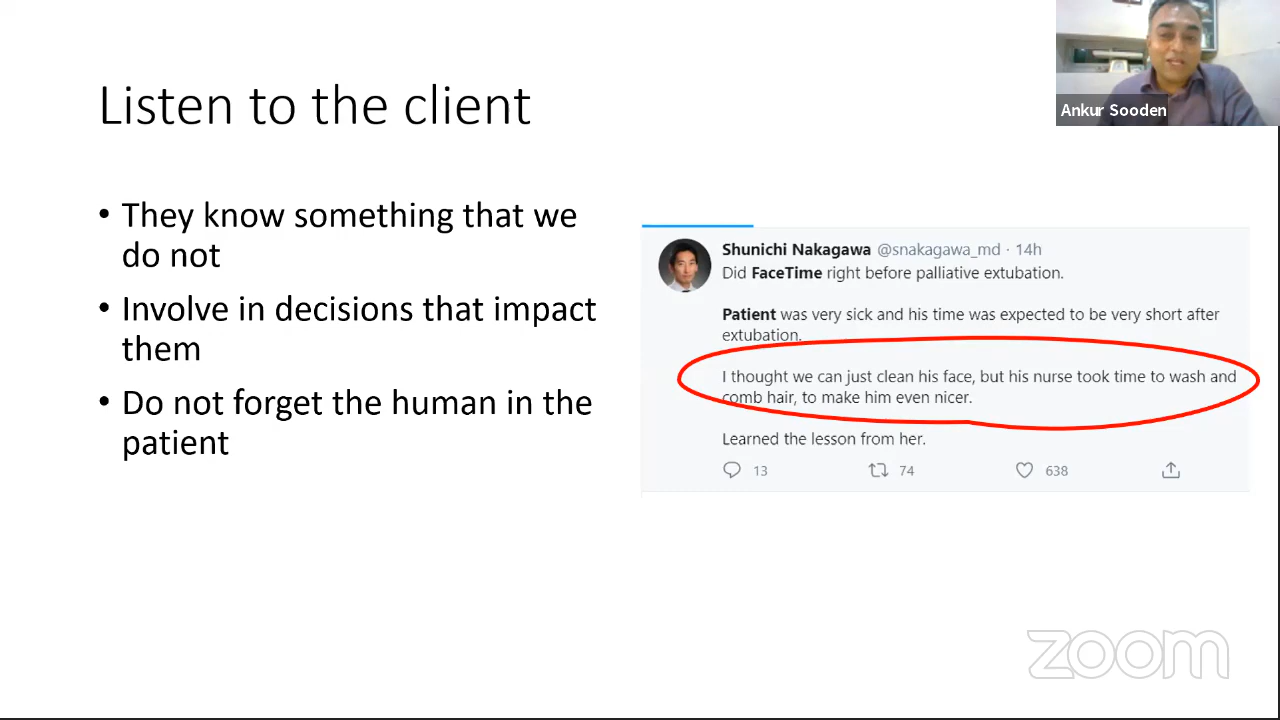 Listen to the client
Ankur Sooden
• They know something that we
do not
• Involve in decisions that impact
them
• Do not forget the human in the
patient
Shunichi Nakagawa @snakagawa_md · 14h
Did FaceTime right before palliative extubation.
Patient was very sick and his time was expected to be very short after
extubation.
I thought we can just clean his face, but his nurse took time to wash and
comb hair, to make him even nicer.
Learned the lesson from her.
13 74 638
zoom